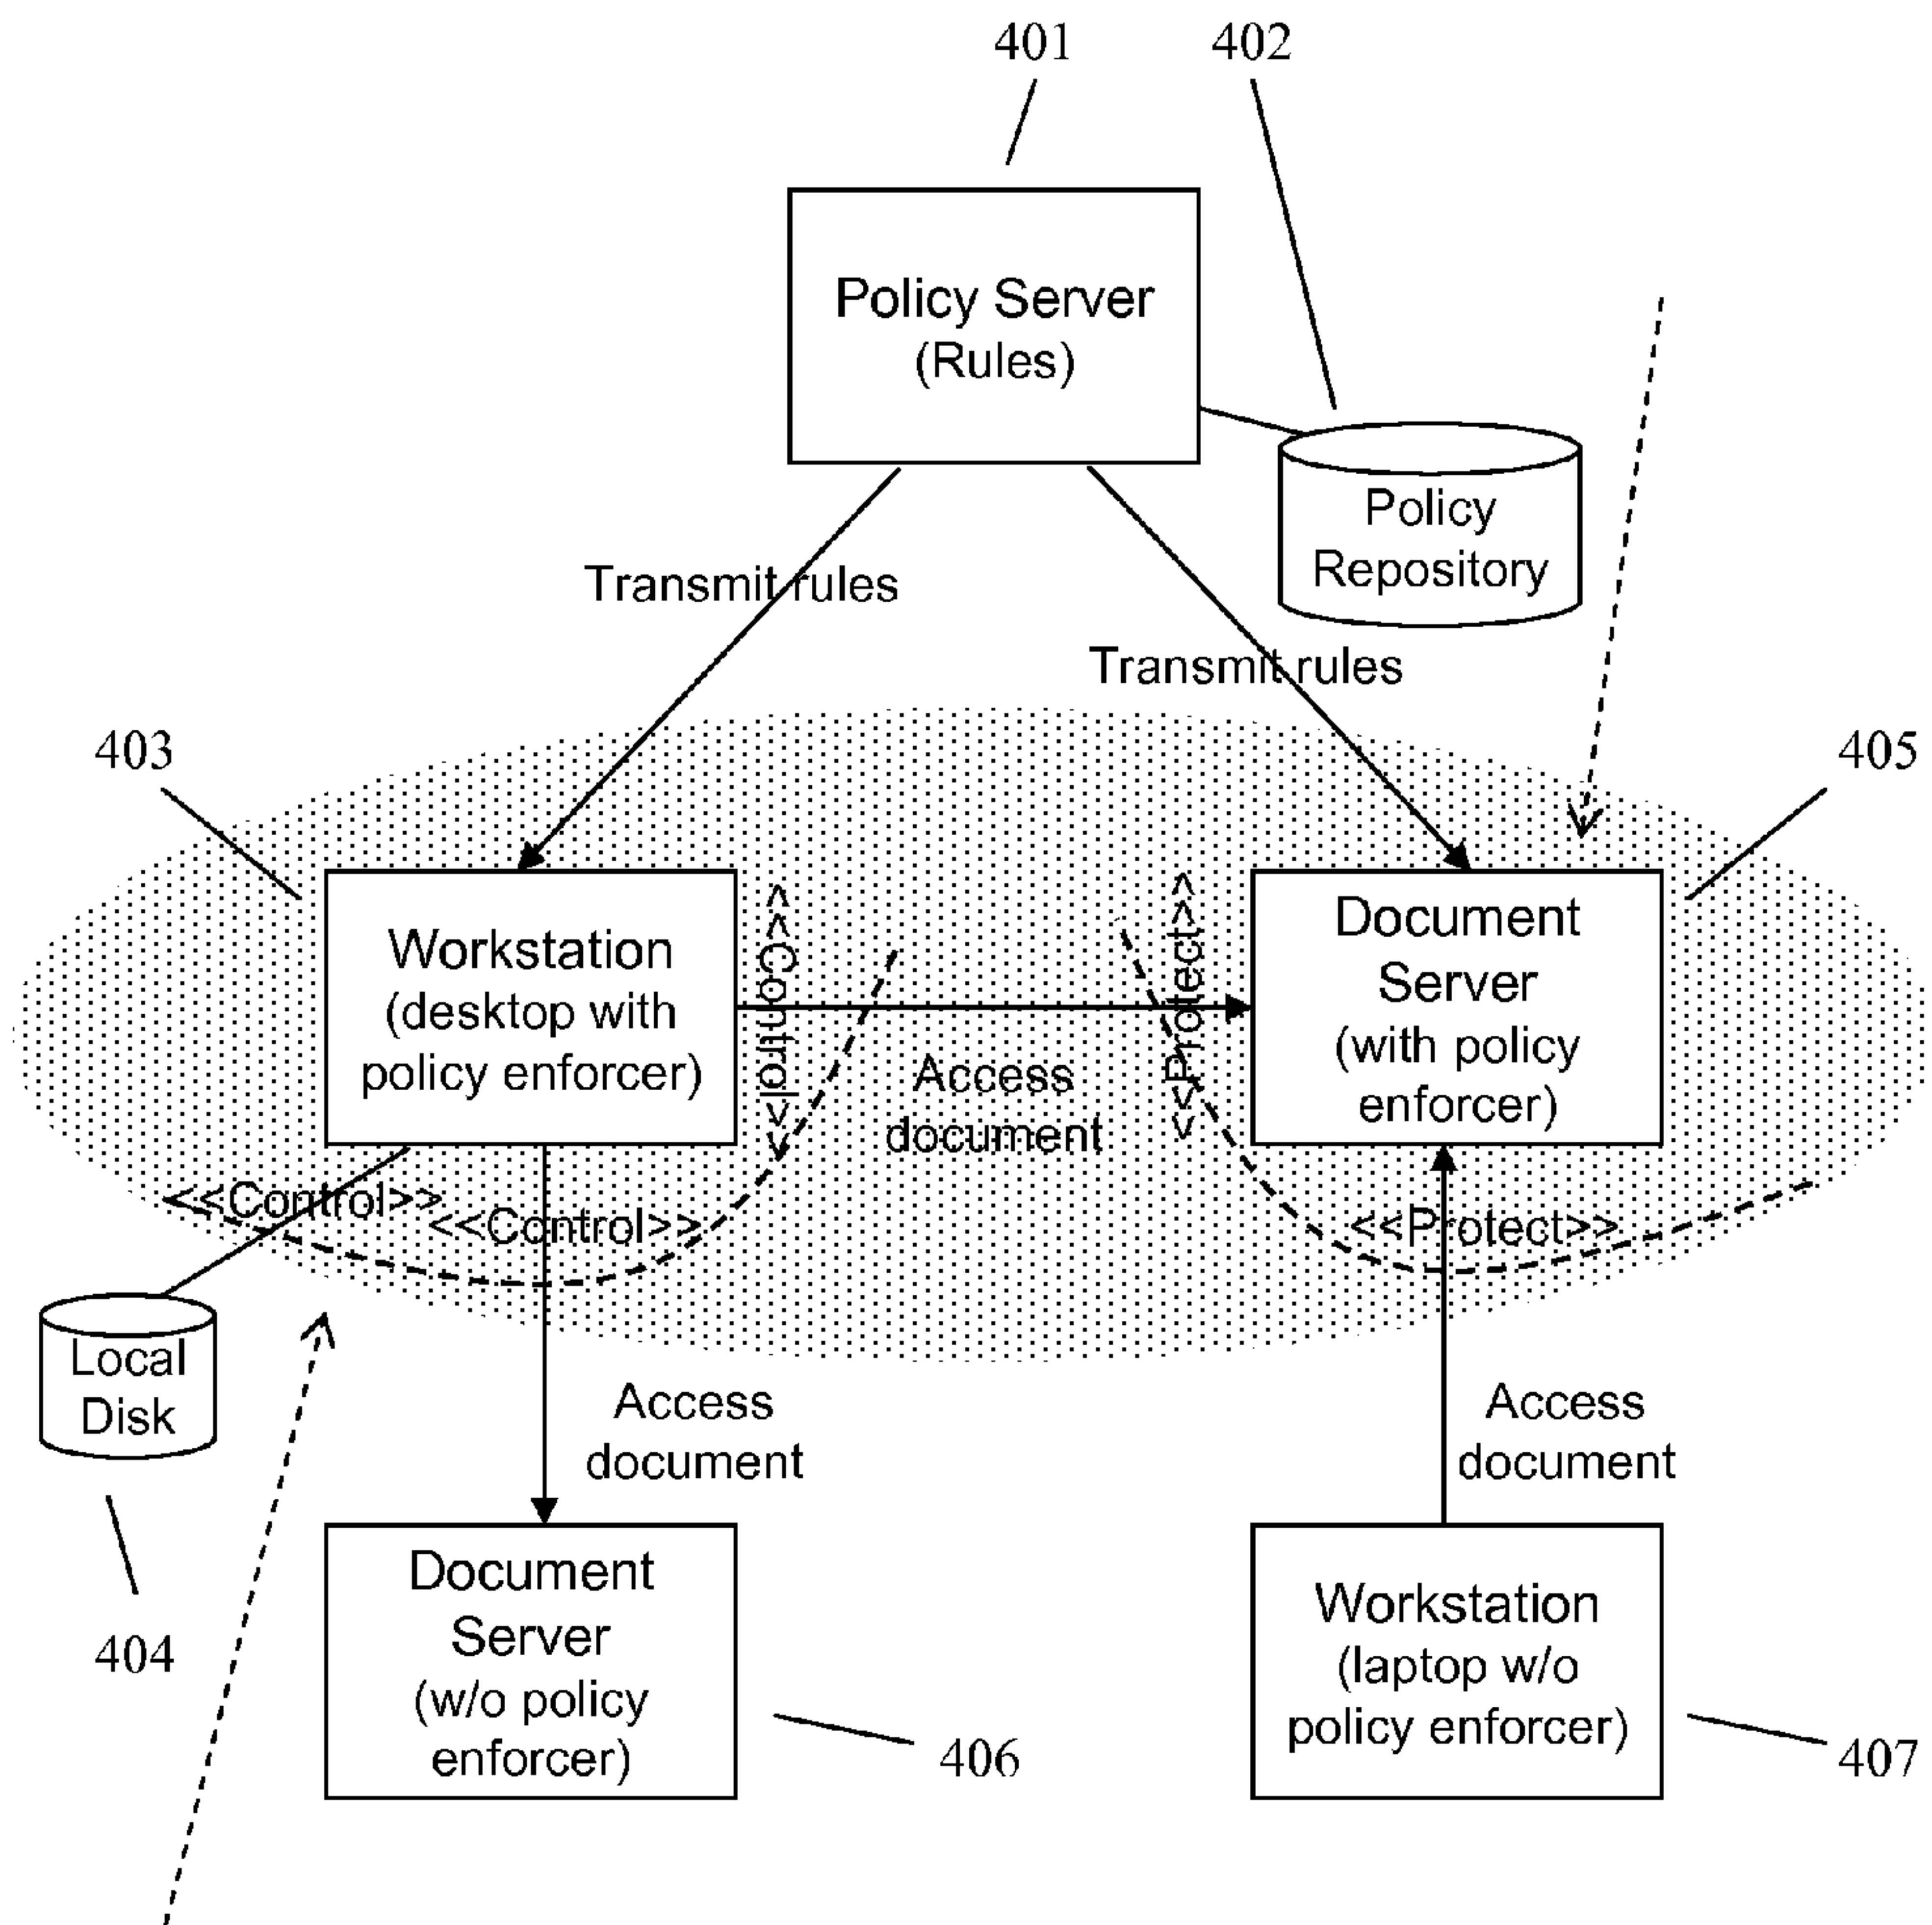 401
402
Policy Server
(Rules)
Policy
Repository
Transmit rules
Transmit rules
403
405
Workstation
(desktop with
policy enforcer)
<<Control>>
<<Protect>>
Document
Server
(with policy
enforcer)
Access
document
<<Control>>
<<Control>>
<<Protect>>
Local
Disk
Access
document
Access
document
404
Document
Server
(w/o policy
enforcer)
406
Workstation
(laptop w/o
policy enforcer)
407